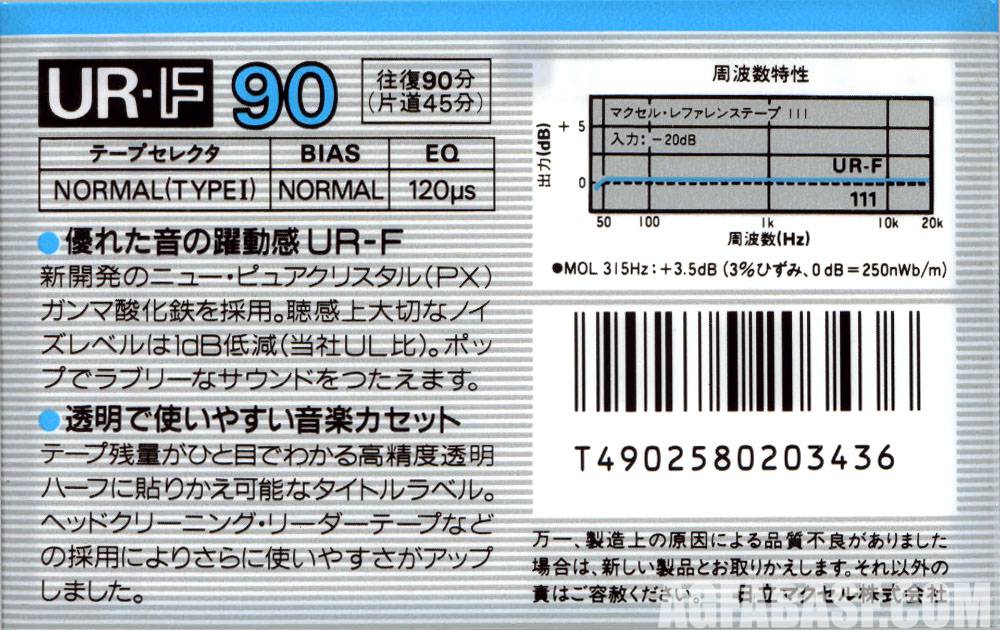 UR-F 90 往復90分
(片道45分)
テープセレクタ BIAS EQ
NORMAL(TYPEⅠ) NORMAL 120μs
●優れた音の躍動感UR-F
新開発のニュー・ピュアクリスタル(PX)
ガンマ酸化鉄を採用。聴感上大切なノイ
ズレベルは1dB低減(当社UL比)。ポッ
プでラブリーなサウンドをつたえます。
●透明で使いやすい音楽カセット
テープ残量がひと目でわかる高精度透明
ハーフに貼りかえ可能なタイトルラベル。
ヘッドクリーニング・リーダーテープなど
の採用によりさらに使いやすさがアップ
しました。
周波数特性
出力(dB)
+5
0
マクセル・レファレンステープ 111
入力: -20dB
UR-F
111
50 100 1k 10k 20k
周波数(Hz)
●MOL 315Hz:+3.5dB (3%ひずみ、0dB=250nWb/m)
T4902580203436
万一、製造上の原因による品質不良がありました
場合は、新しい製品とお取りかえします。それ以外の
責はご容赦ください。 日立マクセル株式会社
AGFABASF.COM